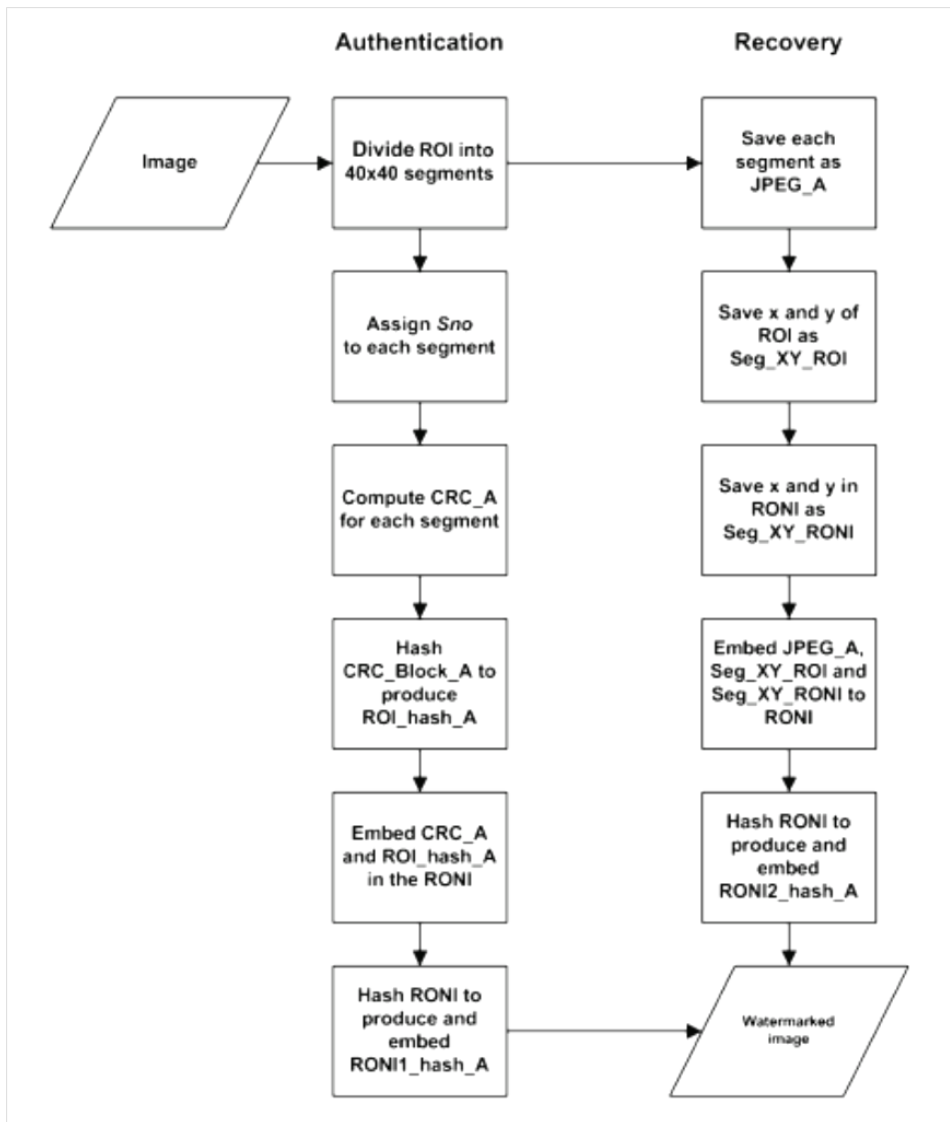 Authentication
Recovery
Image
Divide ROI into
40x40 segments
Save each
segment as
JPEG_A
Assign Sno
to each segment
Save x and y of
ROI as
Seg_XY_ROI
Compute CRC_A
for each segment
Save x and y in
RONI as
Seg_XY_RONI
Hash
CRC_Block_A to
produce
ROI_hash_A
Embed JPEG_A,
Seg_XY_ROI and
Seg_XY_RONI to
RONI
Embed CRC_A
and ROI_hash_A
in the RONI
Hash RONI to
produce and
embed
RONI2_hash_A
Hash RONI to
produce and
embed
RONI1_hash_A
Watermarked
image